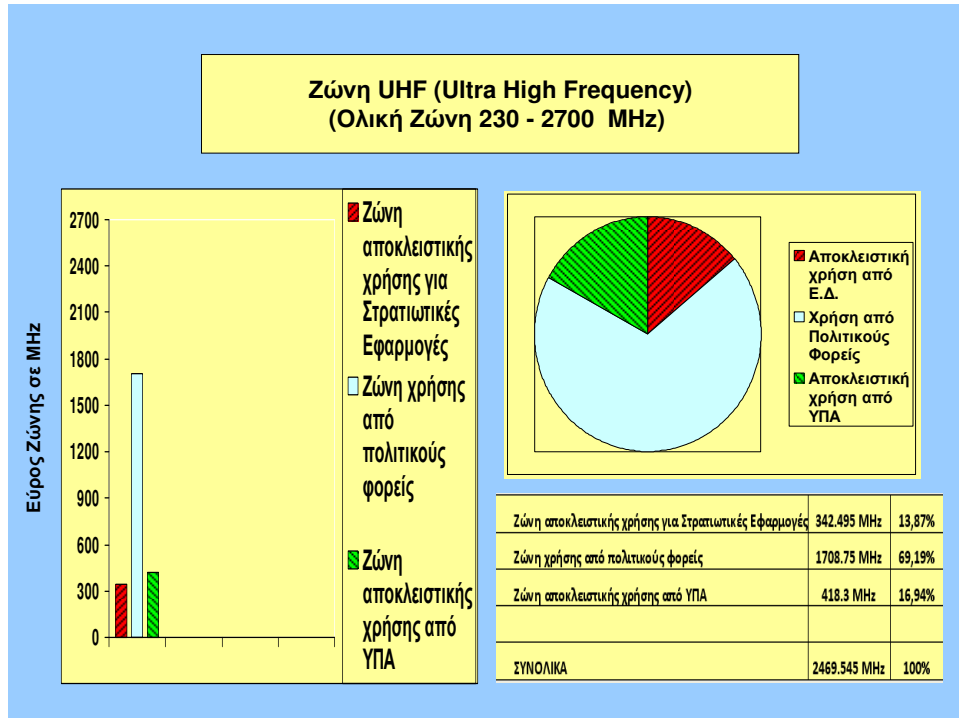 Ζώνη UHF (Ultra High Frequency)
(Ολική Ζώνη 230 - 2700 MHz)
Εύρος Ζώνης σε MHz
2700
2400
2100
1800
1500
1200
900
600
300
0
Ζώνη
αποκλειστικής
χρήσης για
Στρατιωτικές
Εφαρμογές
Ζώνη χρήσης
από
πολιτικούς
φορείς
Ζώνη
αποκλειστικής
χρήσης από
ΥΠΑ
Αποκλειστική
χρήση από
Ε.Δ.
Χρήση από
Πολιτικούς
Φορείς
Αποκλειστική
χρήση από
ΥΠΑ
Ζώνη αποκλειστικής χρήσης για Στρατιωτικές Εφαρμογές 342.495 MHz 13,87%
Ζώνη χρήσης από πολιτικούς φορείς 1708.75 MHz 69,19%
Ζώνη αποκλειστικής χρήσης από ΥΠΑ 418.3 MHz 16,94%
ΣΥΝΟΛΙΚΑ 2469.545 MHz 100%